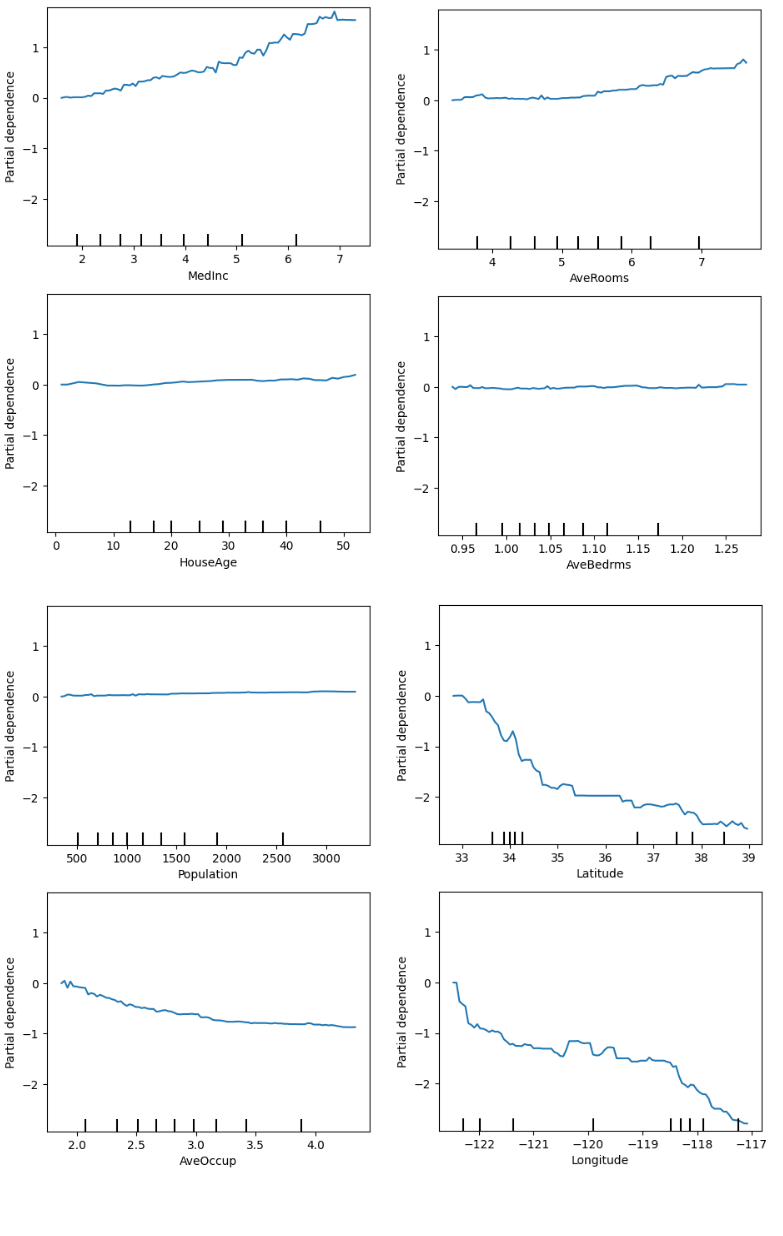 Partial dependence
1
0
−1
−2
2 3 4 5 6 7
MedInc
Partial dependence
1
0
−1
−2
4 5 6 7
AveRooms
Partial dependence
1
0
−1
−2
0 10 20 30 40 50
HouseAge
Partial dependence
1
0
−1
−2
0.95 1.00 1.05 1.10 1.15 1.20 1.25
AveBedrms
Partial dependence
1
0
−1
−2
500 1000 1500 2000 2500 3000
Population
Partial dependence
1
0
−1
−2
33 34 35 36 37 38 39
Latitude
Partial dependence
1
0
−1
−2
2.0 2.5 3.0 3.5 4.0
AveOccup
Partial dependence
1
0
−1
−2
−122 −121 −120 −119 −118 −117
Longitude